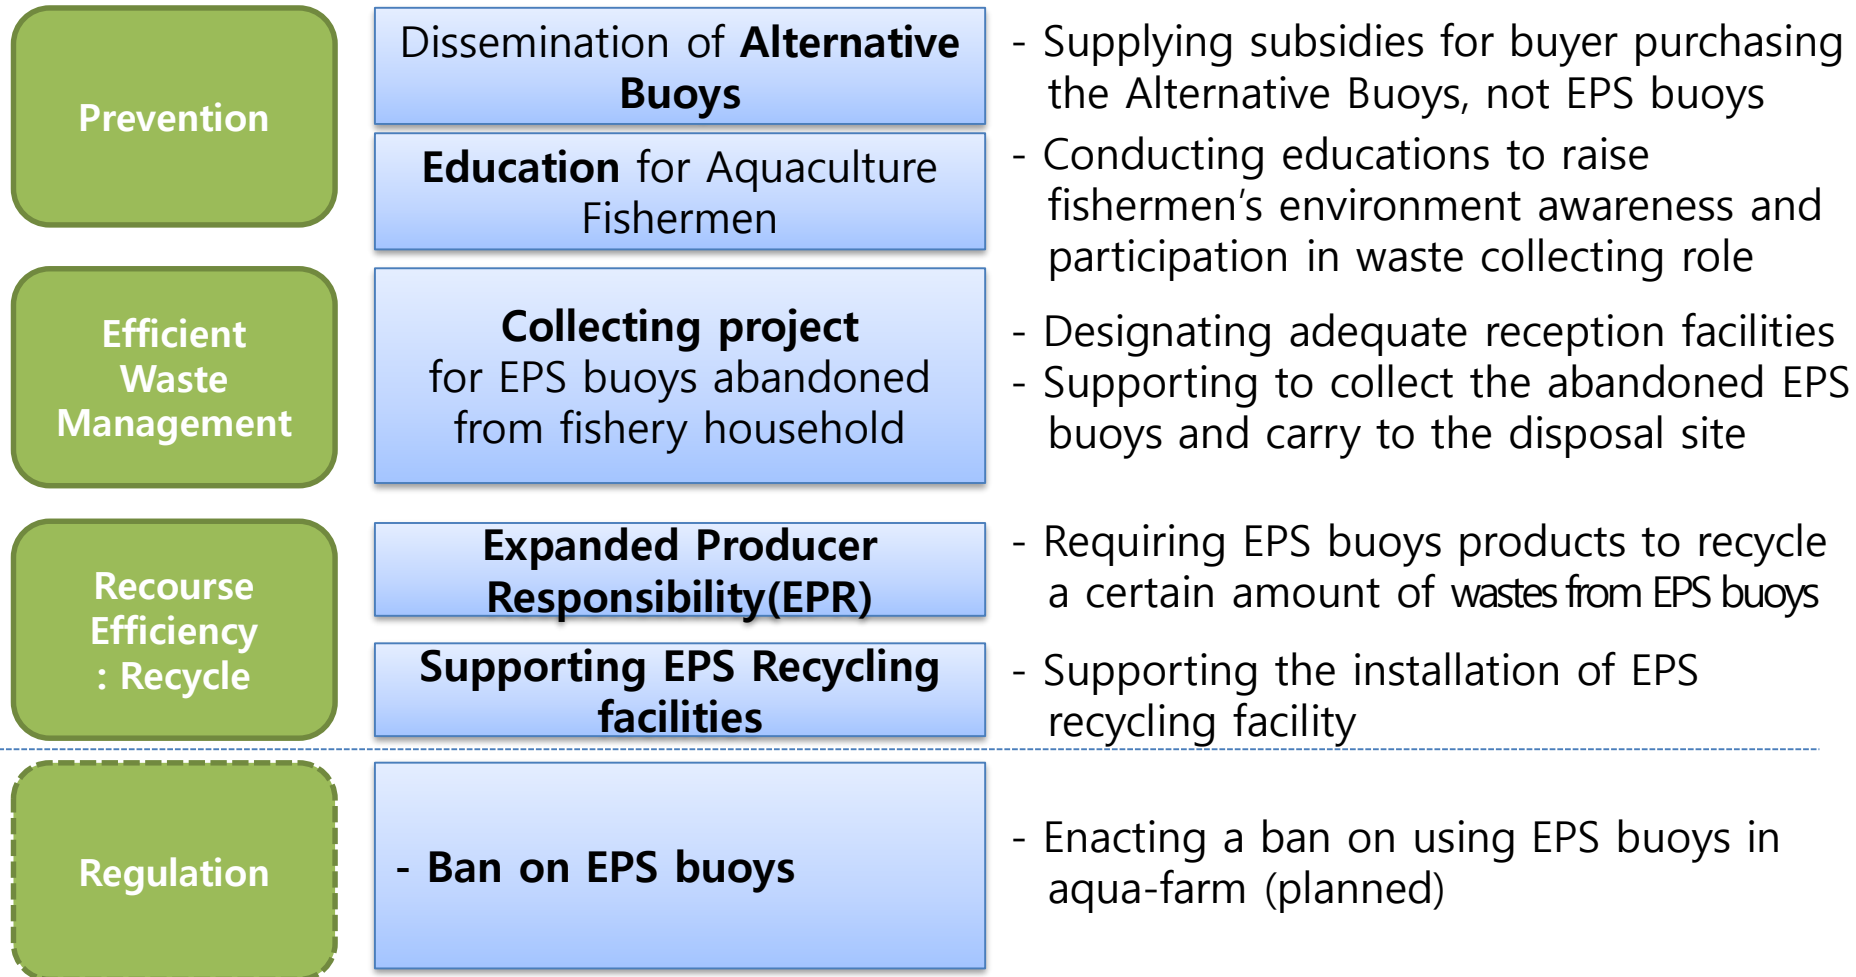 Prevention
Dissemination of Alternative
Buoys
- Supplying subsidies for buyer purchasing
the Alternative Buoys, not EPS buoys
Education for Aquaculture
Fishermen
- Conducting educations to raise
fishermen’s environment awareness and
participation in waste collecting role
Efficient
Waste
Management
Collecting project
for EPS buoys abandoned
from fishery household
- Designating adequate reception facilities
- Supporting to collect the abandoned EPS
buoys and carry to the disposal site
Recourse
Efficiency
: Recycle
Expanded Producer
Responsibility(EPR)
- Requiring EPS buoys products to recycle
a certain amount of wastes from EPS buoys
Supporting EPS Recycling
facilities
- Supporting the installation of EPS
recycling facility
Regulation
- Ban on EPS buoys
- Enacting a ban on using EPS buoys in
aqua-farm (planned)